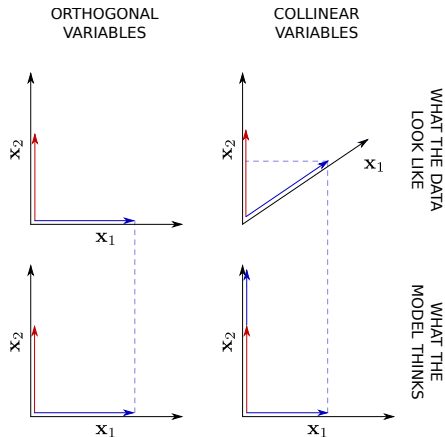 ORTHOGONAL
VARIABLES
COLLINEAR
VARIABLES
x₂
x₁
x₂
x₁
WHAT THE DATA
LOOK LIKE
x₂
x₁
x₂
x₁
WHAT THE
MODEL THINKS